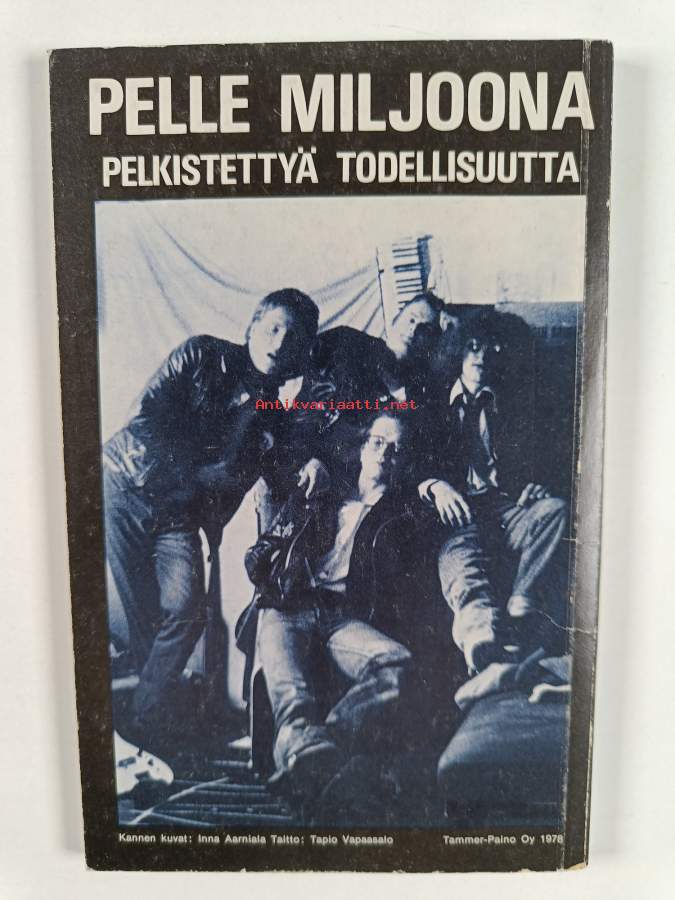 PELLE MILJOONA
PELKISTETTYÄ TODELLISUUTTA
Antikvariaatti.net
Kannen kuvat: Inna Aarniala Taitto: Tapio Vapaasalo Tammer-Paino Oy 1978